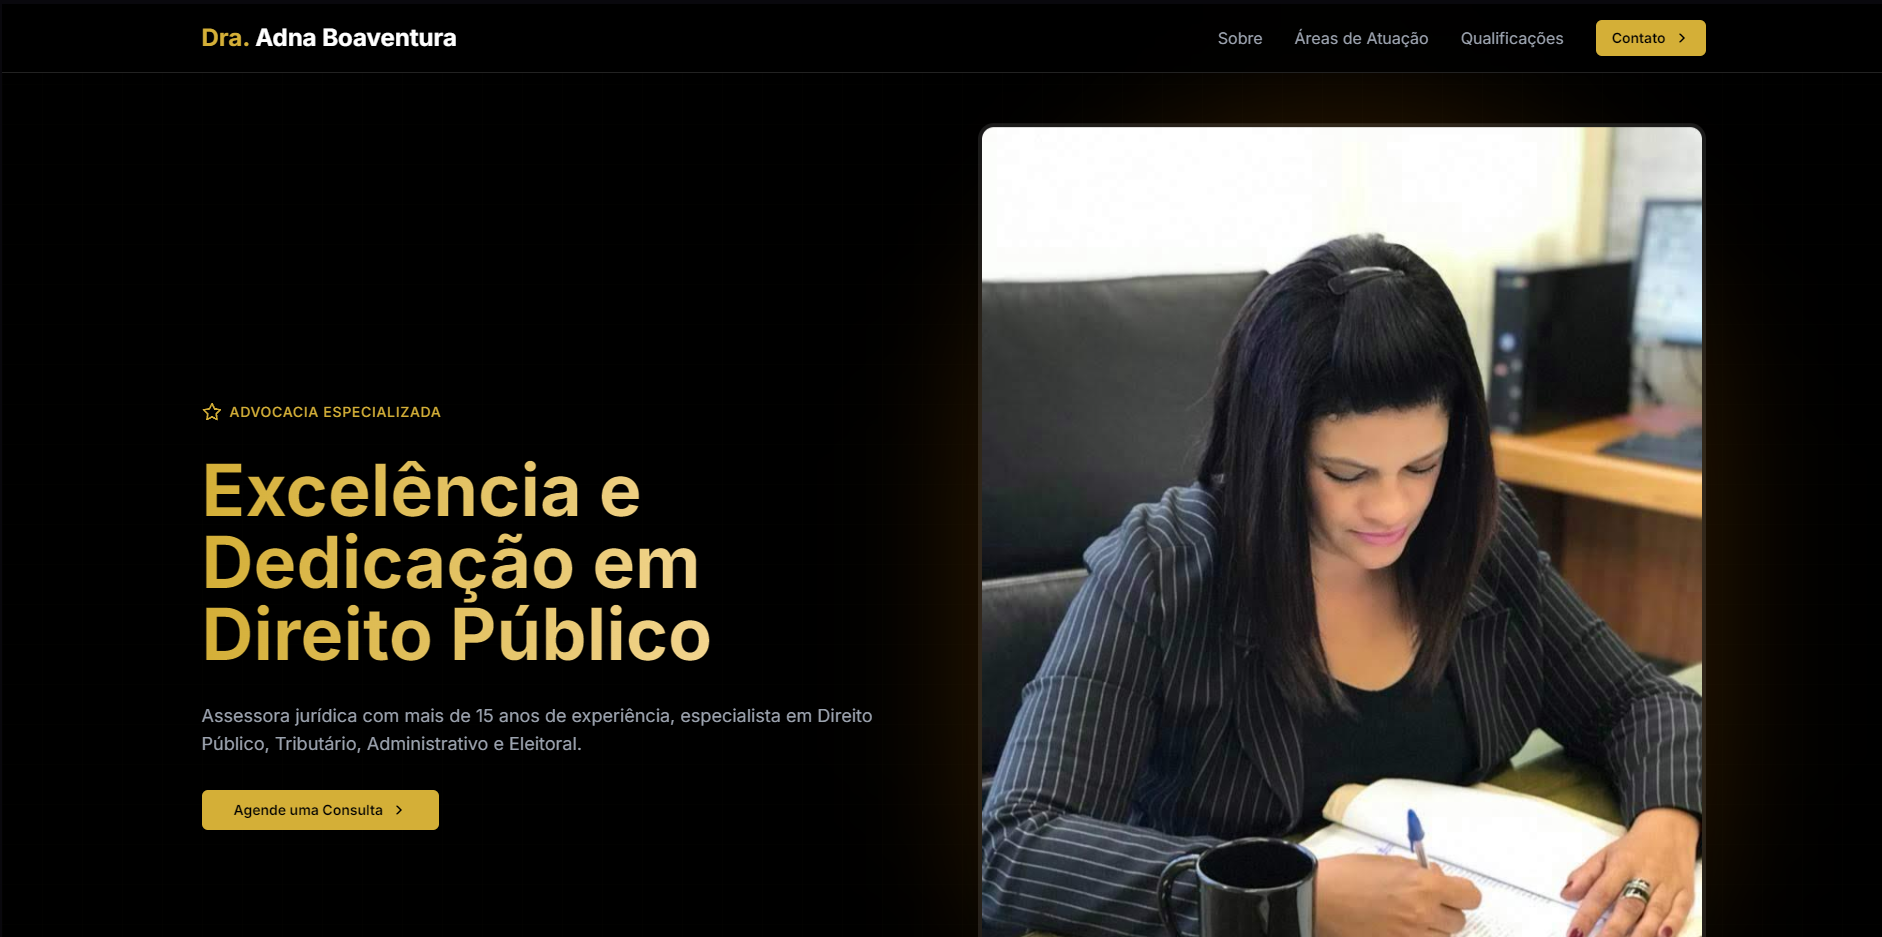 Dra. Adna Boaventura
Sobre
Áreas de Atuação
Qualificações
Contato
ADVOCACIA ESPECIALIZADA
Excelência e
Dedicação em
Direito Público
Assessora jurídica com mais de 15 anos de experiência, especialista em Direito
Público, Tributário, Administrativo e Eleitoral.
Agende uma Consulta